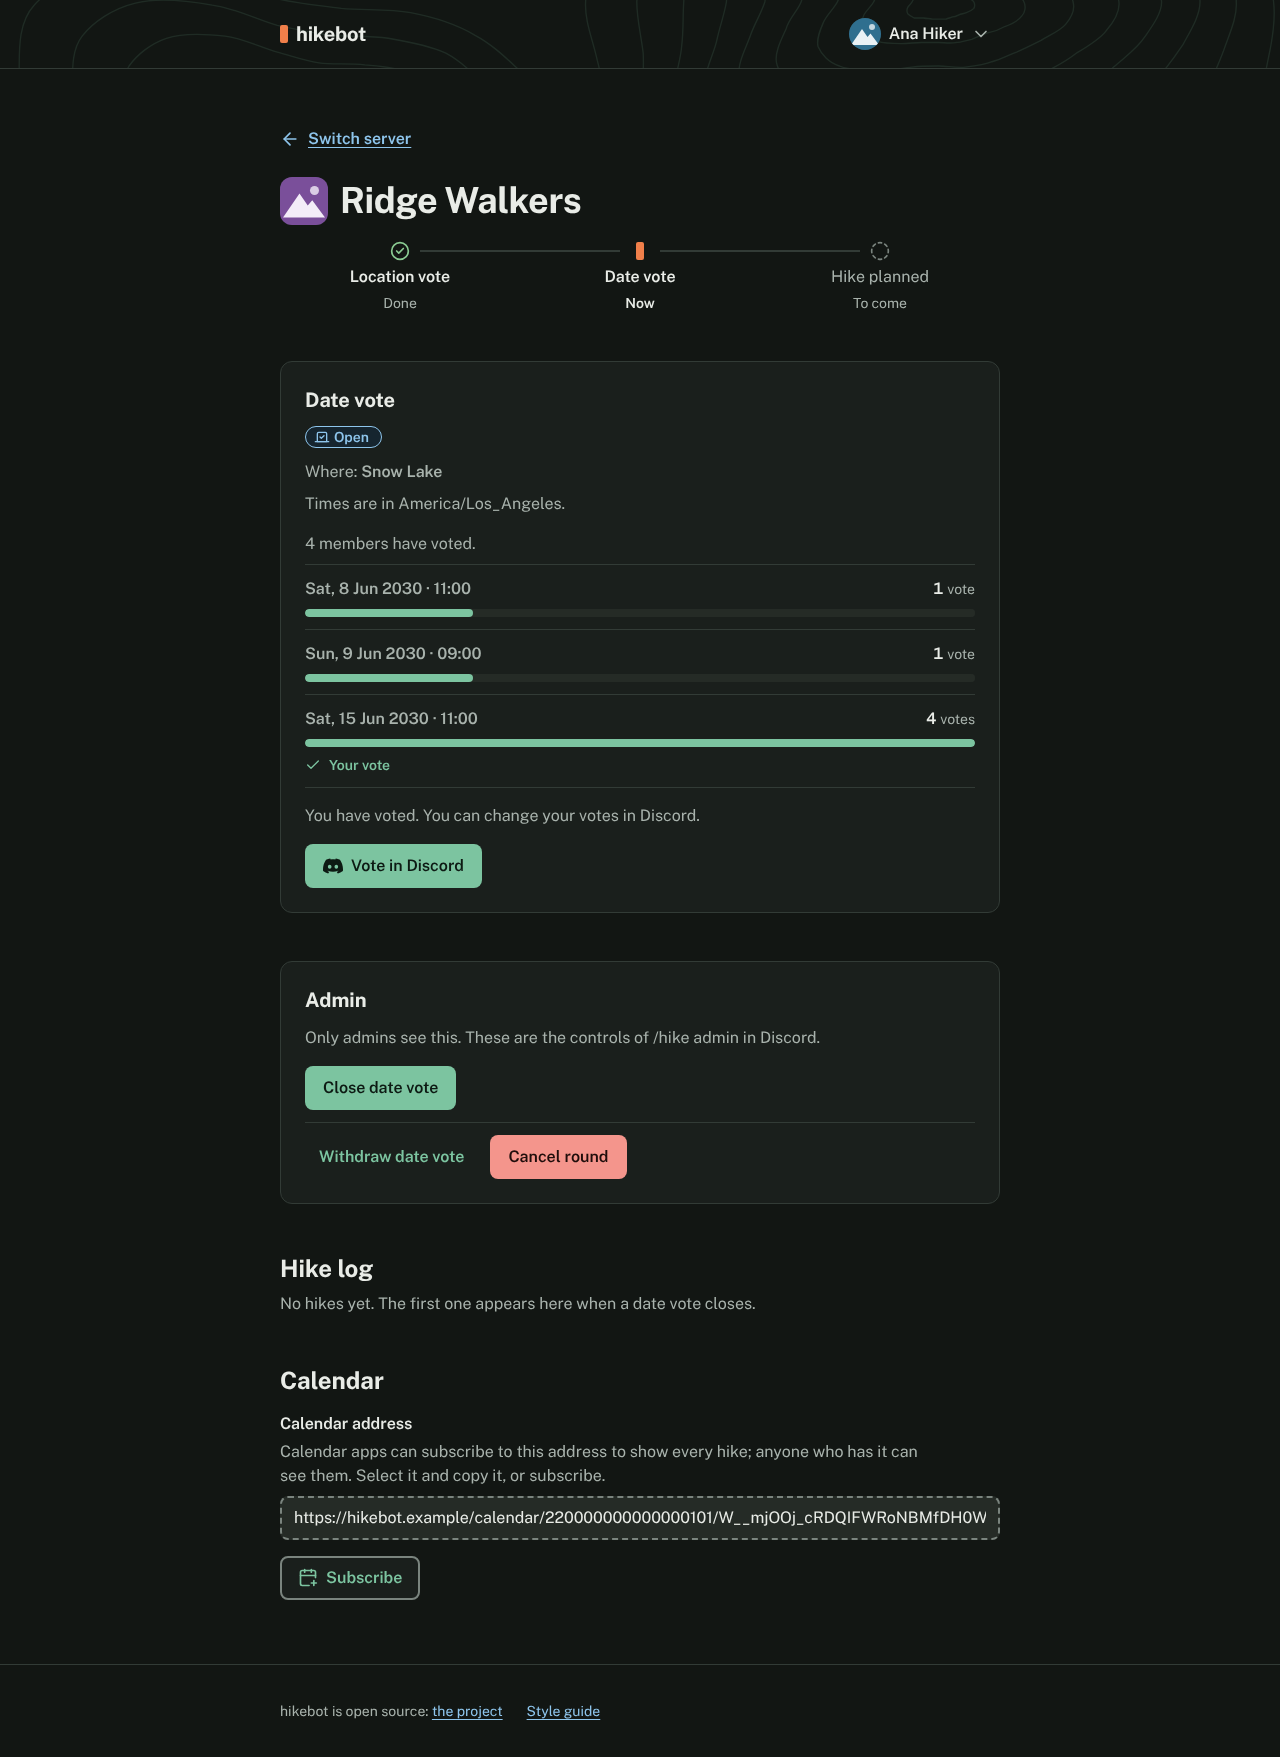 hikebot
Ana Hiker
Switch server
Ridge Walkers
Location vote
Date vote
Hike planned
Done
Now
To come
Date vote
Open
Where: Snow Lake
Times are in America/Los_Angeles.
4 members have voted.
Sat, 8 Jun 2030 · 11:00
1 vote
Sun, 9 Jun 2030 · 09:00
1 vote
Sat, 15 Jun 2030 · 11:00
4 votes
Your vote
You have voted. You can change your votes in Discord.
Vote in Discord
Admin
Only admins see this. These are the controls of /hike admin in Discord.
Close date vote
Withdraw date vote
Cancel round
Hike log
No hikes yet. The first one appears here when a date vote closes.
Calendar
Calendar address
Calendar apps can subscribe to this address to show every hike; anyone who has it can
see them. Select it and copy it, or subscribe.
https://hikebot.example/calendar/220000000000000101/W__mjOOj_cRDQIFWRoNBMfDH0W
Subscribe
hikebot is open source: the project
Style guide